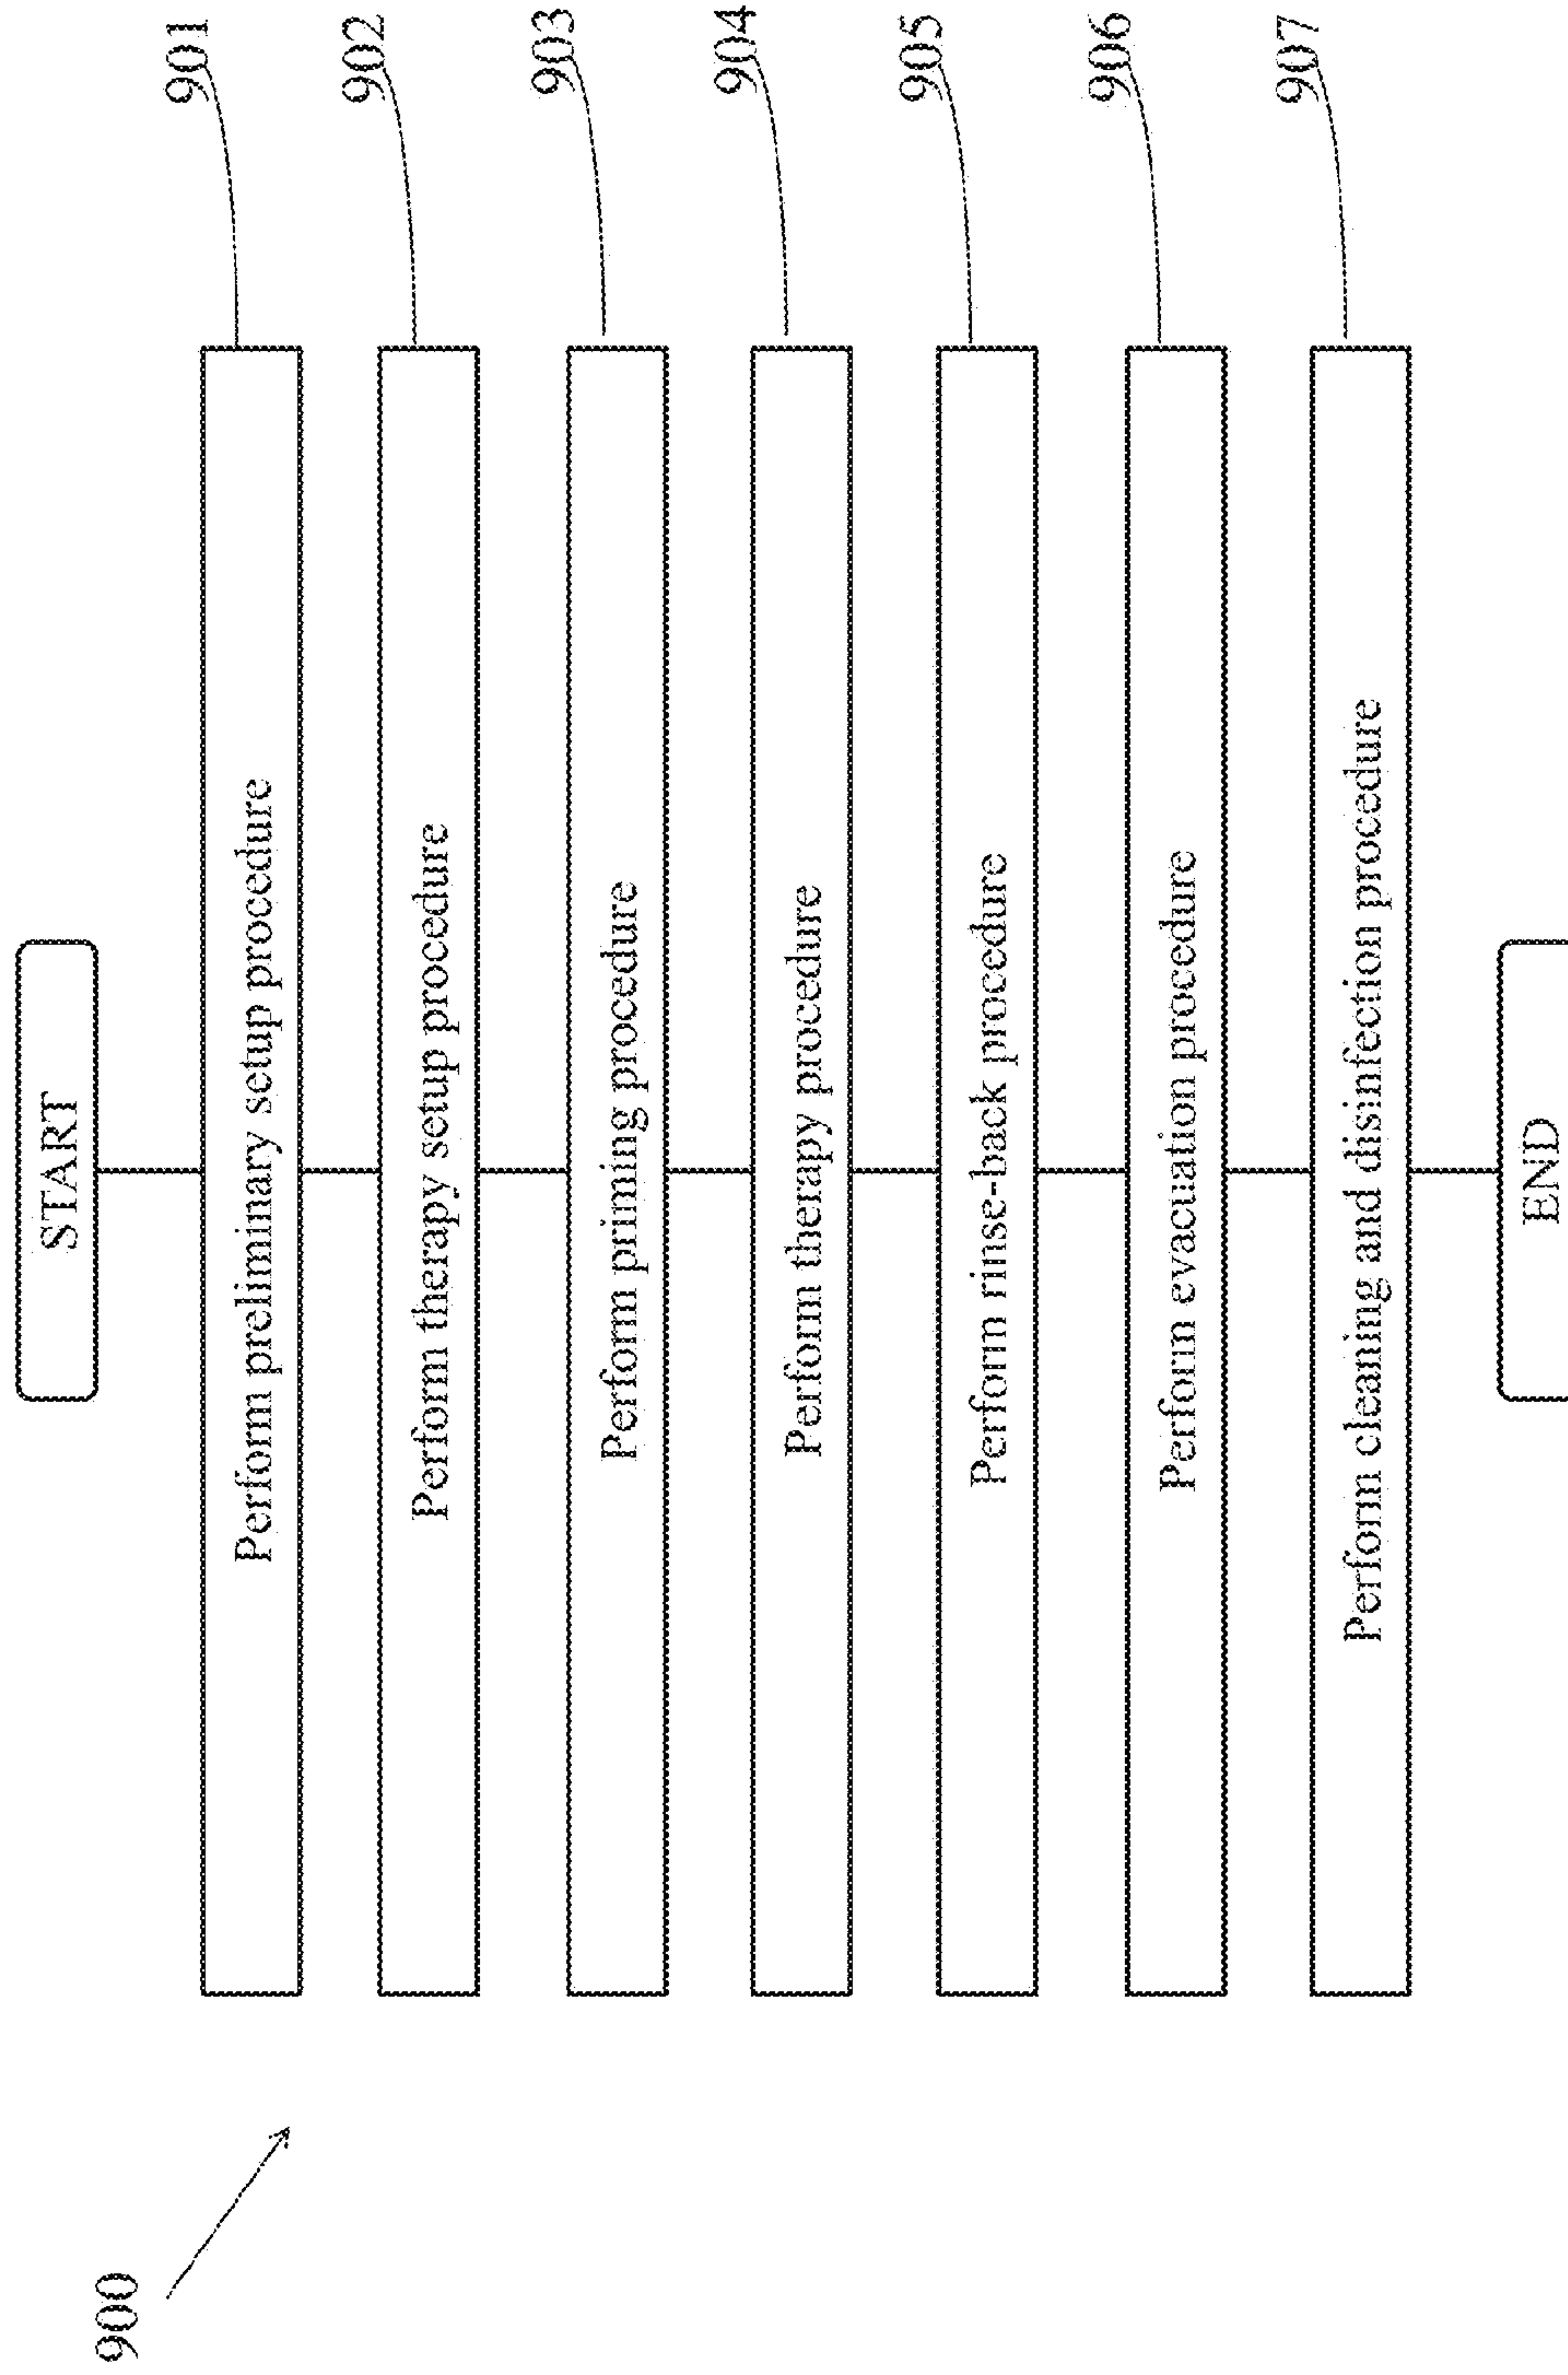 900
START
Perform preliminary setup procedure
901
Perform therapy setup procedure
902
Perform priming procedure
903
Perform therapy procedure
904
Perform rinse-back procedure
905
Perform evacuation procedure
906
Perform cleaning and disinfection procedure
907
END